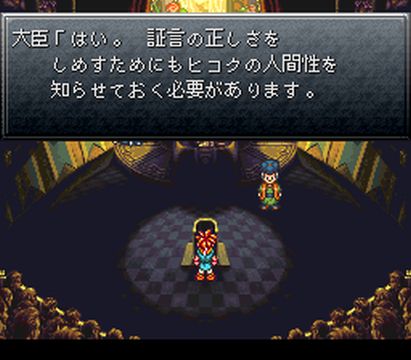 大臣「はい。 証言の正しさを
しめすためにもヒコクの人間性を
知らせておく必要があります。